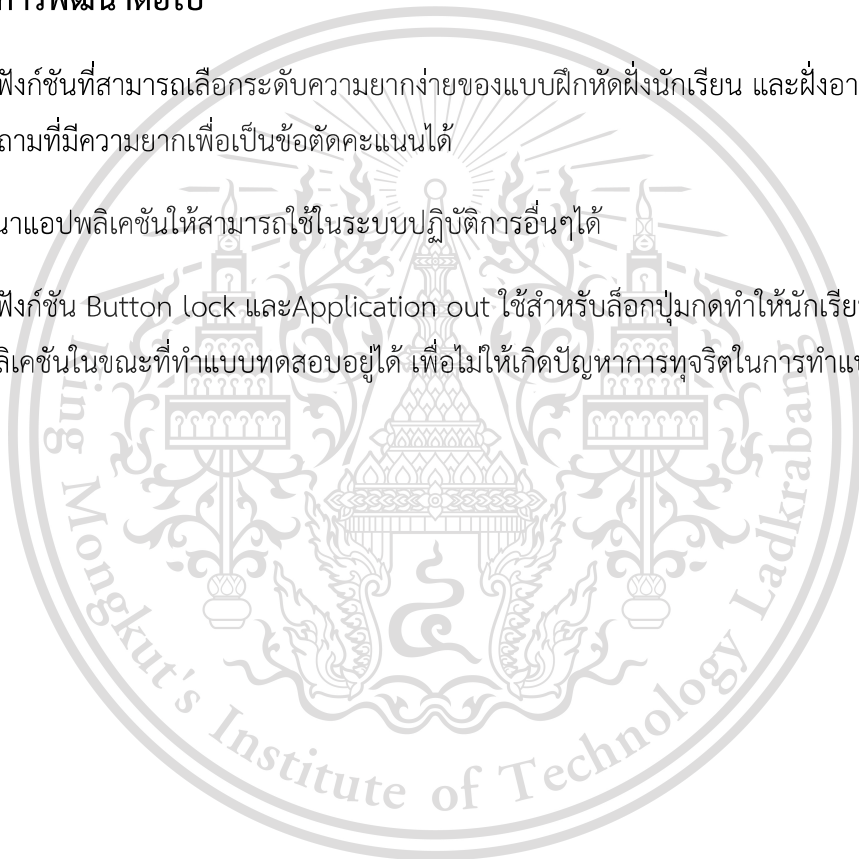 การพัฒนาต่อไป
ฟังก์ชันที่สามารถเลือกระดับความยากง่ายของแบบฝึกหัดฝั่งนักเรียน และฝั่งอา
ถามที่มีความยากเพื่อเป็นข้อตัดคะแนนได้
นาแอปพลิเคชันให้สามารถใช้ในระบบปฏิบัติการอื่นๆได้
ฟังก์ชัน Button lock และApplication out ใช้สำหรับล็อกปุ่มกดทำให้นักเรีย
ลิเคชันในขณะที่ทำแบบทดสอบอยู่ได้ เพื่อไม่ให้เกิดปัญหาการทุจริตในการทำแ
King Mongkut's Institute of Technology Ladkrabang